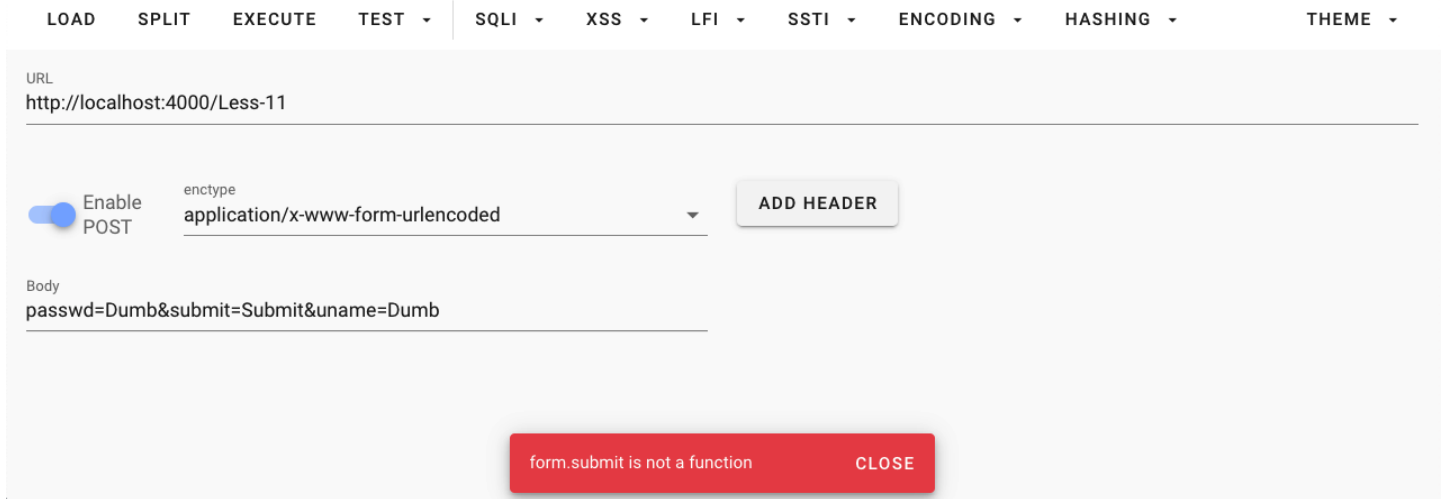 LOAD SPLIT EXECUTE TEST SQLI XSS LFI SSTI ENCODING HASHING THEME
URL
http://localhost:4000/Less-11
Enable
POST
enctype
application/x-www-form-urlencoded
ADD HEADER
Body
passwd=Dumb&submit=Submit&uname=Dumb
form.submit is not a function CLOSE